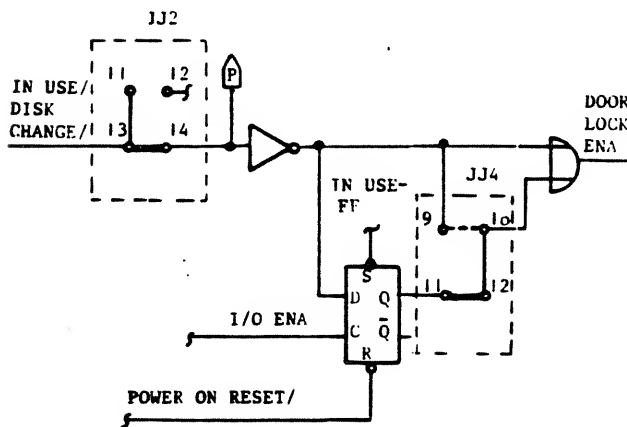 JJ2
11 12
IN USE/
DISK
CHANGE/
13 14
P
DOOR
LOCK
ENA
IN USE-
FF
JJ4
9 10
S
D Q
11 12
I/O ENA
C Q
R
POWER ON RESET/